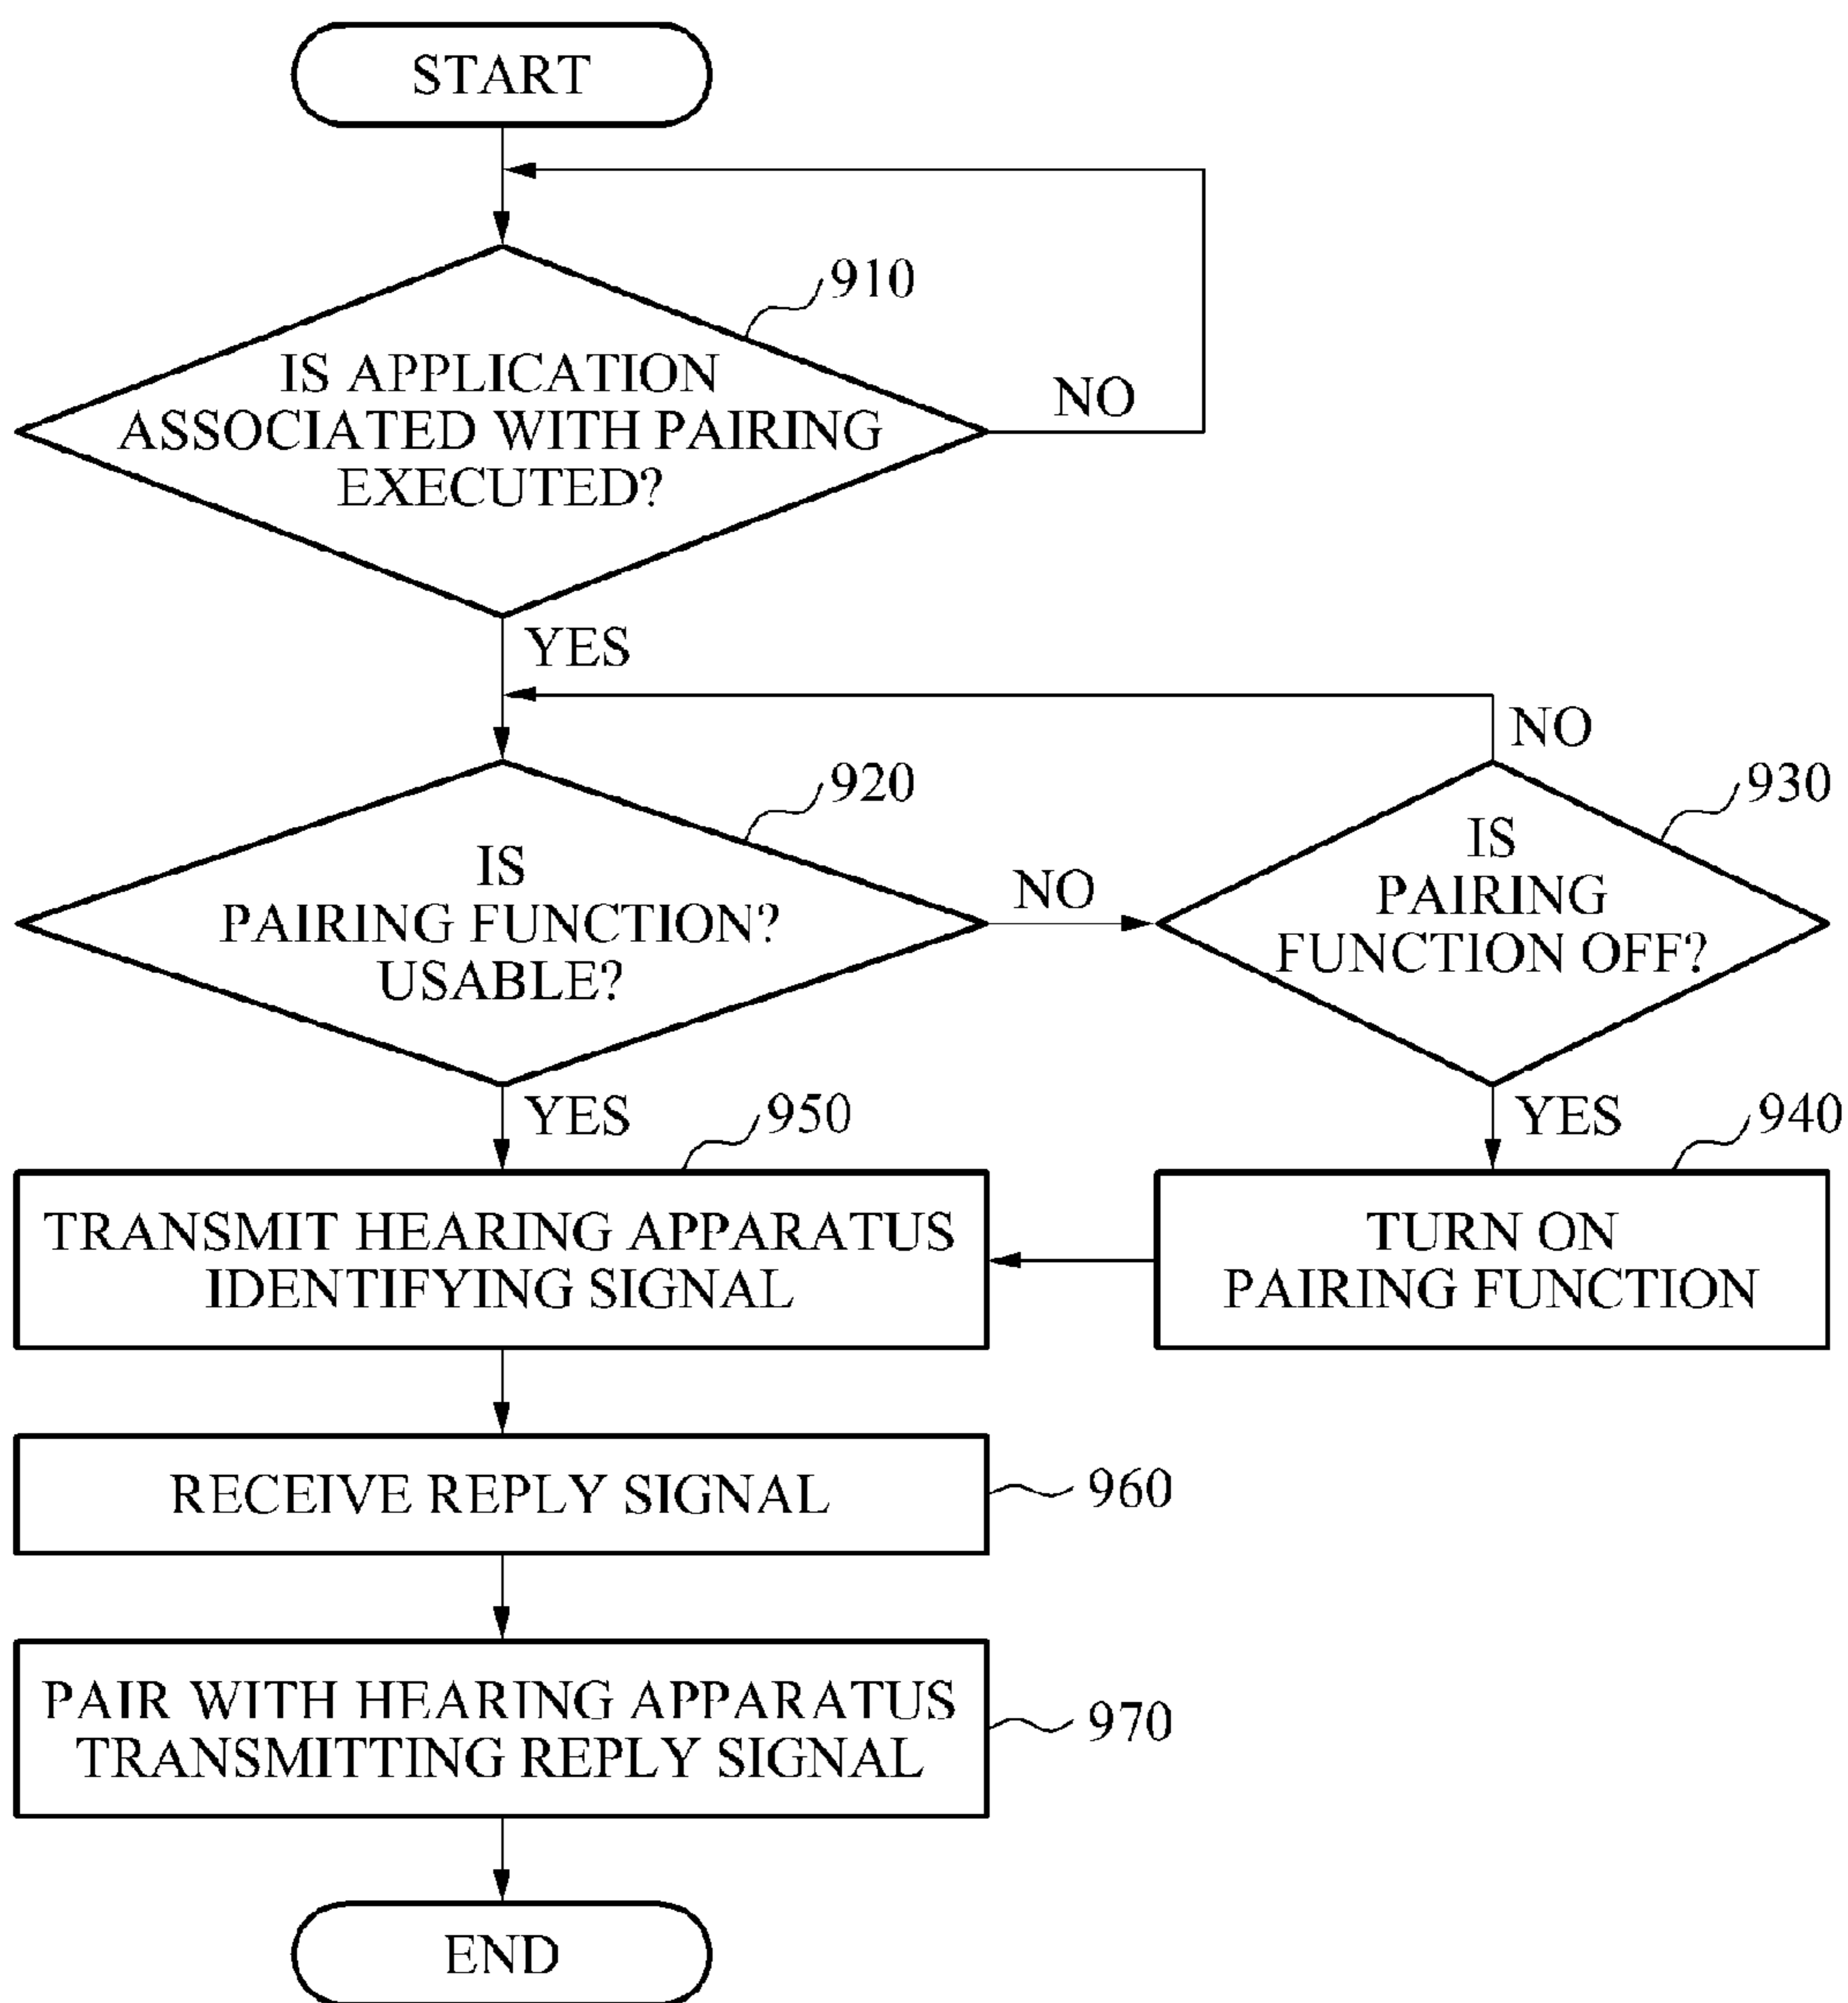 START
910
IS APPLICATION
ASSOCIATED WITH PAIRING
EXECUTED?
NO
YES
920
IS
PAIRING FUNCTION?
USABLE?
NO
NO
930
IS
PAIRING
FUNCTION OFF?
YES
950
TRANSMIT HEARING APPARATUS
IDENTIFYING SIGNAL
YES
940
TURN ON
PAIRING FUNCTION
RECEIVE REPLY SIGNAL
960
PAIR WITH HEARING APPARATUS
TRANSMITTING REPLY SIGNAL
970
END